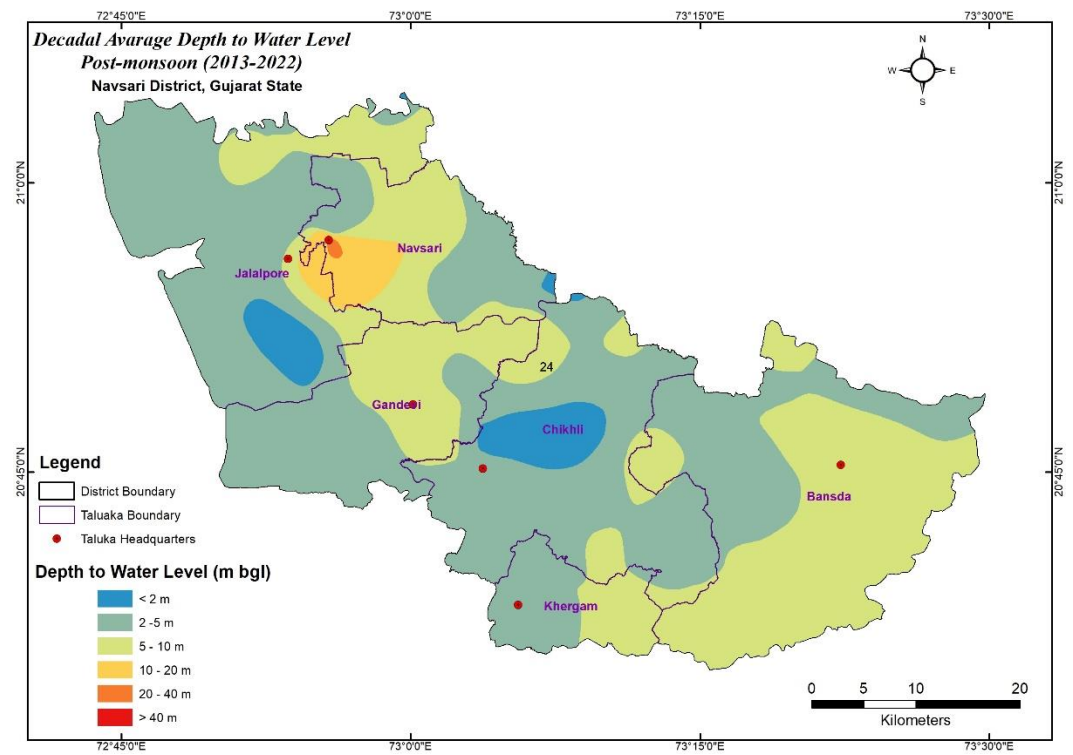 72°45'0"E
73°0'0"E
73°15'0"E
73°30'0"E
Decadal Avarage Depth to Water Level
Post-monsoon (2013-2022)
Navsari District, Gujarat State
N
W
E
S
21°0'0"N
21°0'0"N
Navsari
Jalalpore
24
Gandevi
Chikhli
20°45'0"N
20°45'0"N
Bansda
Khergam
Legend
District Boundary
Taluaka Boundary
Taluka Headquarters
Depth to Water Level (m bgl)
< 2 m
2 -5 m
5 - 10 m
10 - 20 m
20 - 40 m
> 40 m
0 5 10 20
Kilometers
72°45'0"E
73°0'0"E
73°15'0"E
73°30'0"E